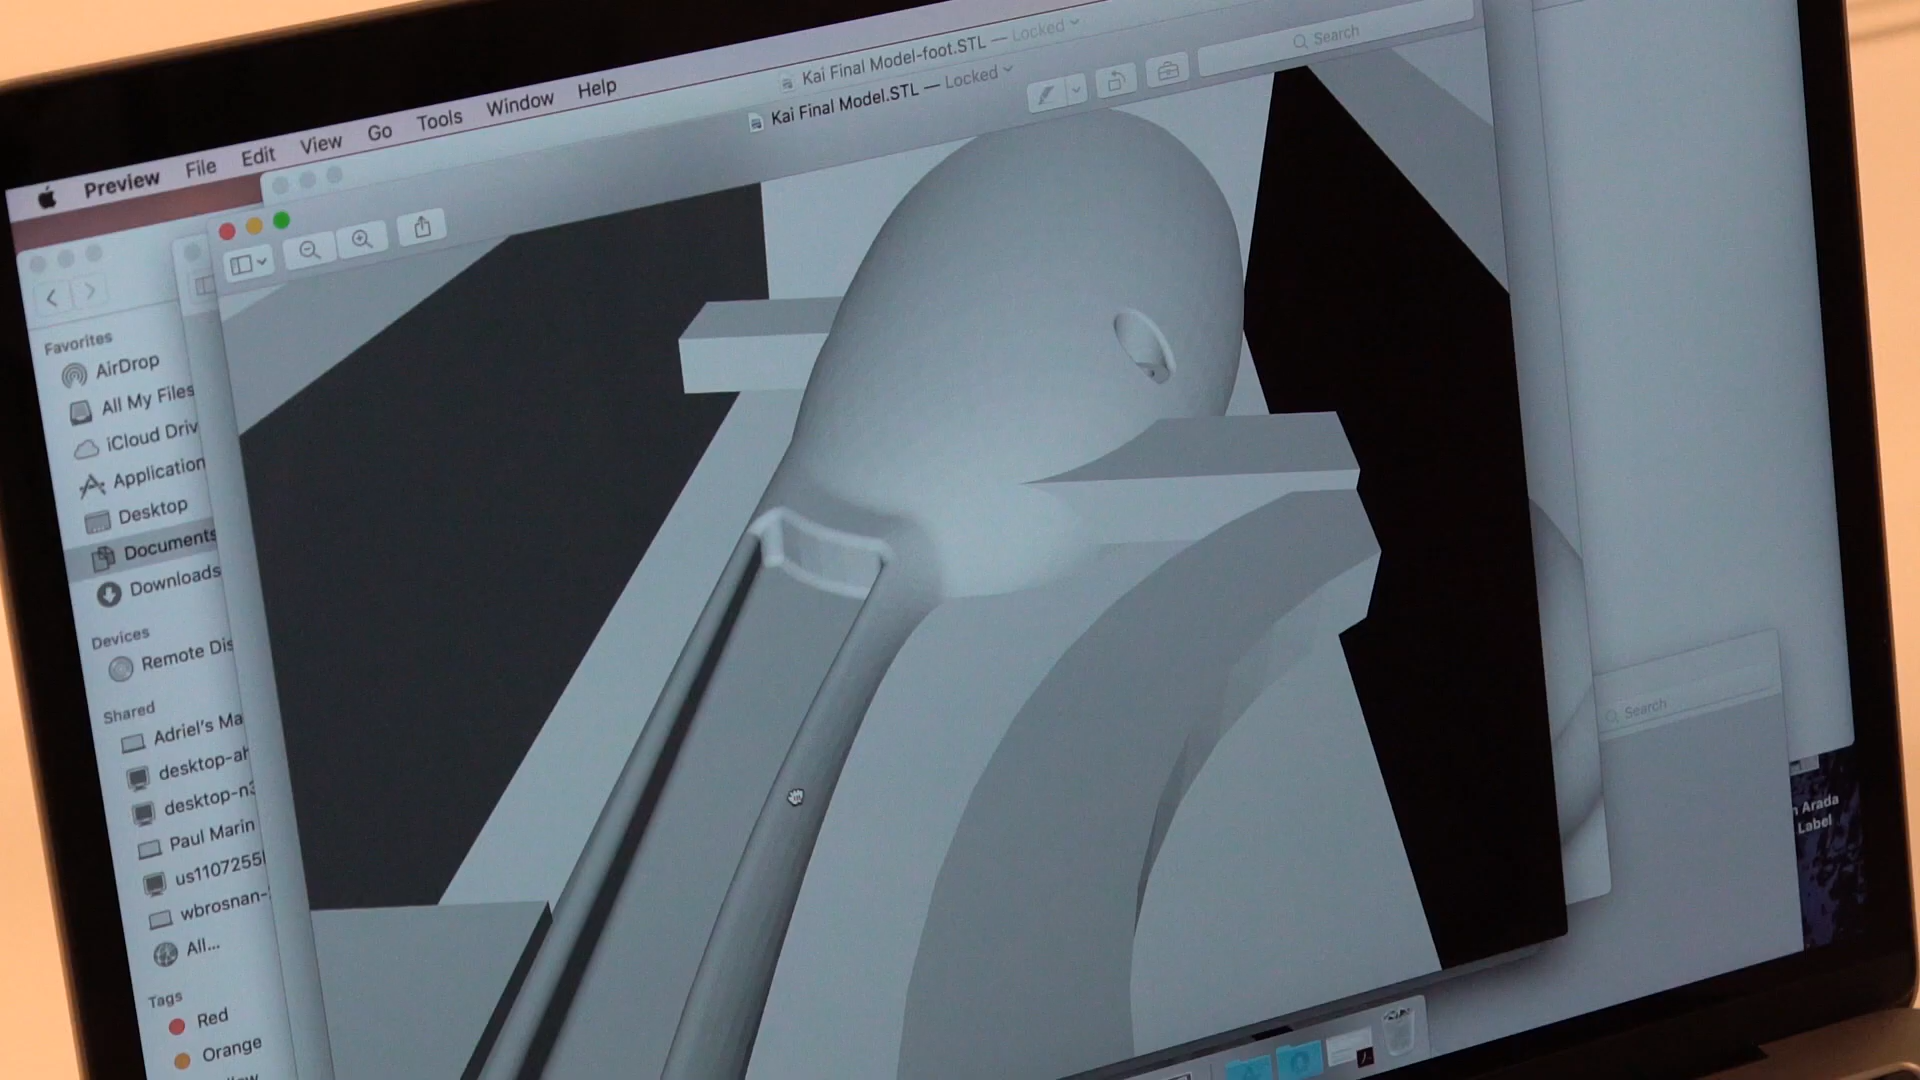 Preview File Edit View Go Tools Window Help
Kai Final Model-foot.STL — Locked
Kai Final Model.STL — Locked
Search
Favorites
AirDrop
All My Files
iCloud Driv
Application
Desktop
Documents
Downloads
Devices
Remote Dis
Shared
Adriel's Ma
desktop-ah
desktop-n3
Paul Marin
us1107255
wbrosnan-
All...
Tags
Red
Orange
Search
Arada
Label